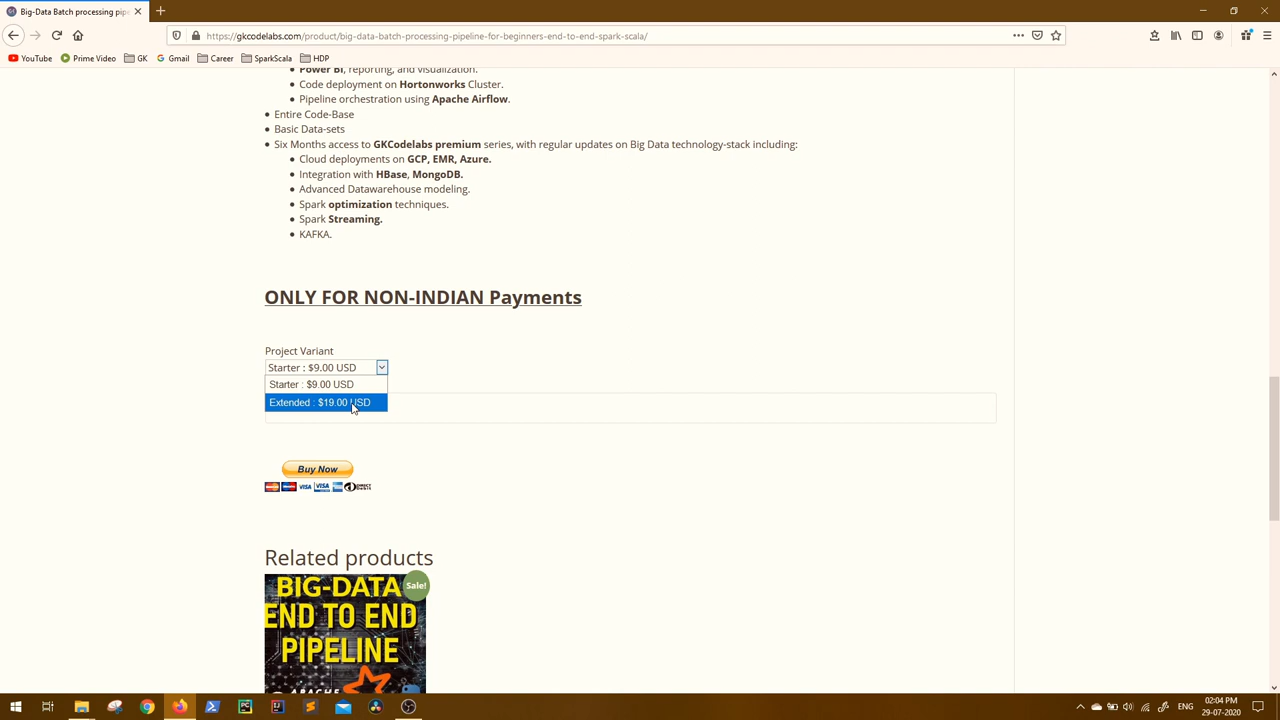 Big-Data Batch processing pip
https://gkcodelabs.com/product/big-data-batch-processing-pipeline-for-beginners-end-to-end-spark-scala/
YouTube
Prime Video
GK
Gmail
Career
SparkScala
HDP
Power BI, reporting, and visualization.
Code deployment on Hortonworks Cluster.
Pipeline orchestration using Apache Airflow.
Entire Code-Base
Basic Data-sets
Six Months access to GKCodelabs premium series, with regular updates on Big Data technology-stack including:
Cloud deployments on GCP, EMR, Azure.
Integration with HBase, MongoDB.
Advanced Datawarehouse modeling.
Spark optimization techniques.
Spark Streaming.
KAFKA.
ONLY FOR NON-INDIAN Payments
Project Variant
Starter : $9.00 USD
Starter : $9.00 USD
Extended : $19.00 USD
Buy Now
Related products
Sale!
BIG-DATA
END TO END
PIPELINE
APACHE
ENG
02:04 PM
29-07-2020